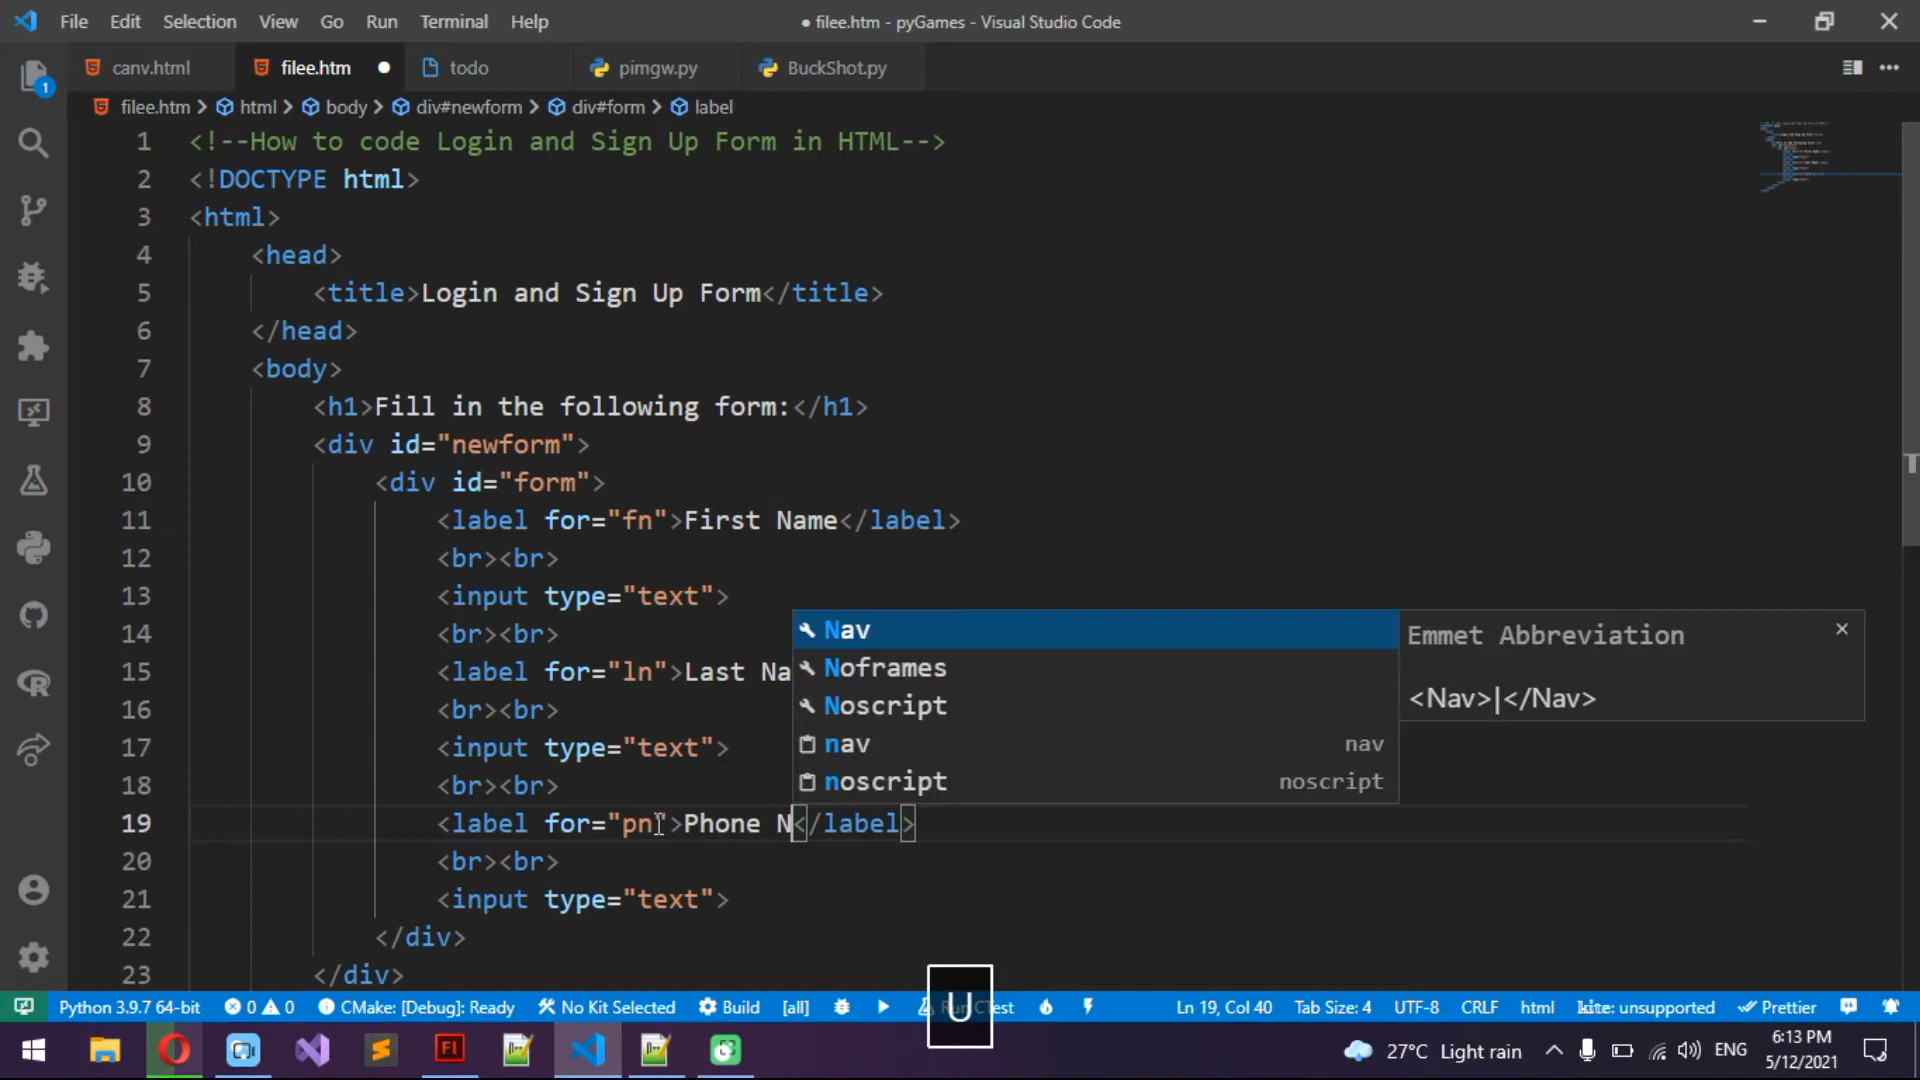 File Edit Selection View Go Run Terminal Help
● filee.htm - pyGames - Visual Studio Code
canv.html filee.htm todo pimgw.py BuckShot.py
filee.htm > html > body > div#newform > div#form > label
1 <!--How to code Login and Sign Up Form in HTML-->
2 <!DOCTYPE html>
3 <html>
4 <head>
5 <title>Login and Sign Up Form</title>
6 </head>
7 <body>
8 <h1>Fill in the following form:</h1>
9 <div id="newform">
10 <div id="form">
11 <label for="fn">First Name</label>
12 <br><br>
13 <input type="text">
14 <br><br>
15 <label for="ln">Last Na
16 <br><br>
17 <input type="text">
18 <br><br>
19 <label for="pn">Phone N</label>
20 <br><br>
21 <input type="text">
22 </div>
23 </div>
Nav
Noframes
Noscript
nav nav
noscript noscript
Emmet Abbreviation
<Nav>|</Nav>
1
U
Python 3.9.7 64-bit 0 0 CMake: [Debug]: Ready No Kit Selected Build [all] Run CTest Ln 19, Col 40 Tab Size: 4 UTF-8 CRLF html kite: unsupported Prettier
27°C Light rain ENG 6:13 PM
5/12/2021